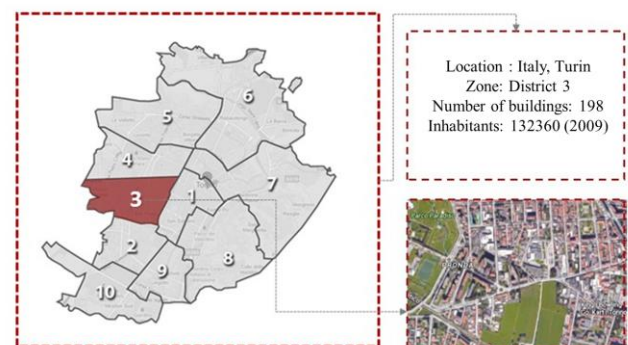 6
5
4
3
1
7
2
8
9
10
Location : Italy, Turin
Zone: District 3
Number of buildings: 198
Inhabitants: 132360 (2009)